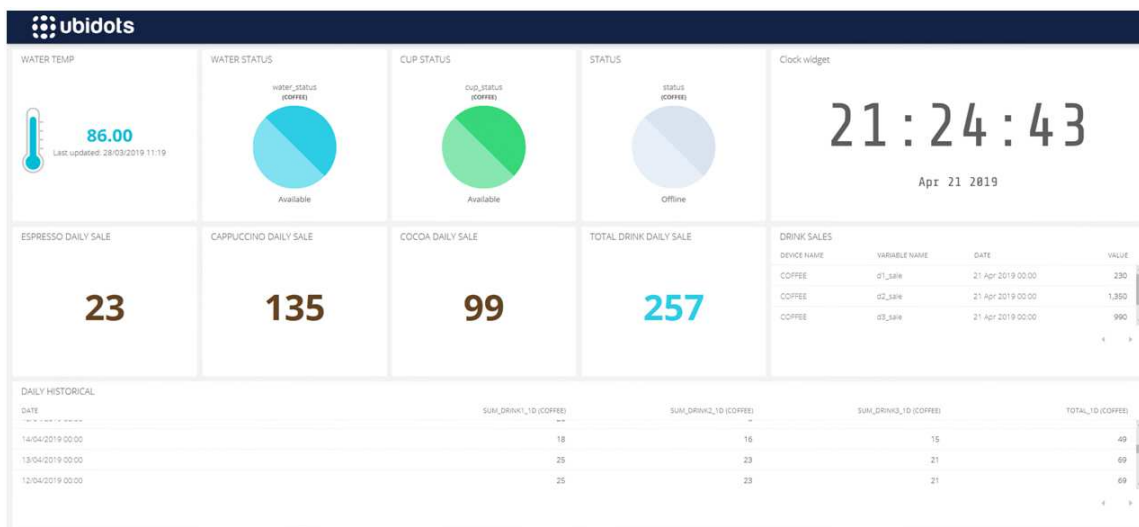 ubidots
WATER TEMP
86.00
Last updated: 28/03/2019 11:19
WATER STATUS
water_status
(COFFEE)
Available
CUP STATUS
cup_status
(COFFEE)
Available
STATUS
status
(COFFEE)
Offline
Clock widget
21:24:43
Apr 21 2019
ESPRESSO DAILY SALE
23
CAPPUCCINO DAILY SALE
135
COCOA DAILY SALE
99
TOTAL DRINK DAILY SALE
257
DRINK SALES
DEVICE NAME VARIABLE NAME DATE VALUE
COFFEE d1_sale 21 Apr 2019 00:00 230
COFFEE d2_sale 21 Apr 2019 00:00 1,350
COFFEE d3_sale 21 Apr 2019 00:00 990
DAILY HISTORICAL
DATE SUM_DRINK1_1D (COFFEE) SUM_DRINK2_1D (COFFEE) SUM_DRINK3_1D (COFFEE) TOTAL_1D (COFFEE)
14/04/2019 00:00 18 16 15 49
13/04/2019 00:00 25 23 21 69
12/04/2019 00:00 25 23 21 69